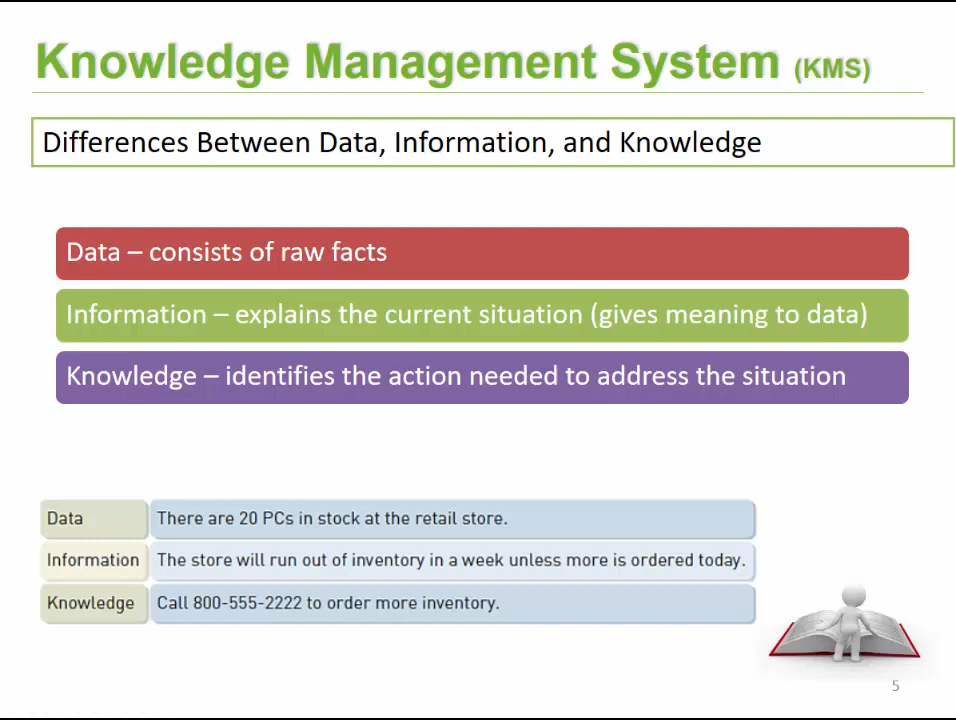 Knowledge Management System (KMS)
Differences Between Data, Information, and Knowledge
Data – consists of raw facts
Information – explains the current situation (gives meaning to data)
Knowledge – identifies the action needed to address the situation
Data There are 20 PCs in stock at the retail store.
Information The store will run out of inventory in a week unless more is ordered today.
Knowledge Call 800-555-2222 to order more inventory.
5